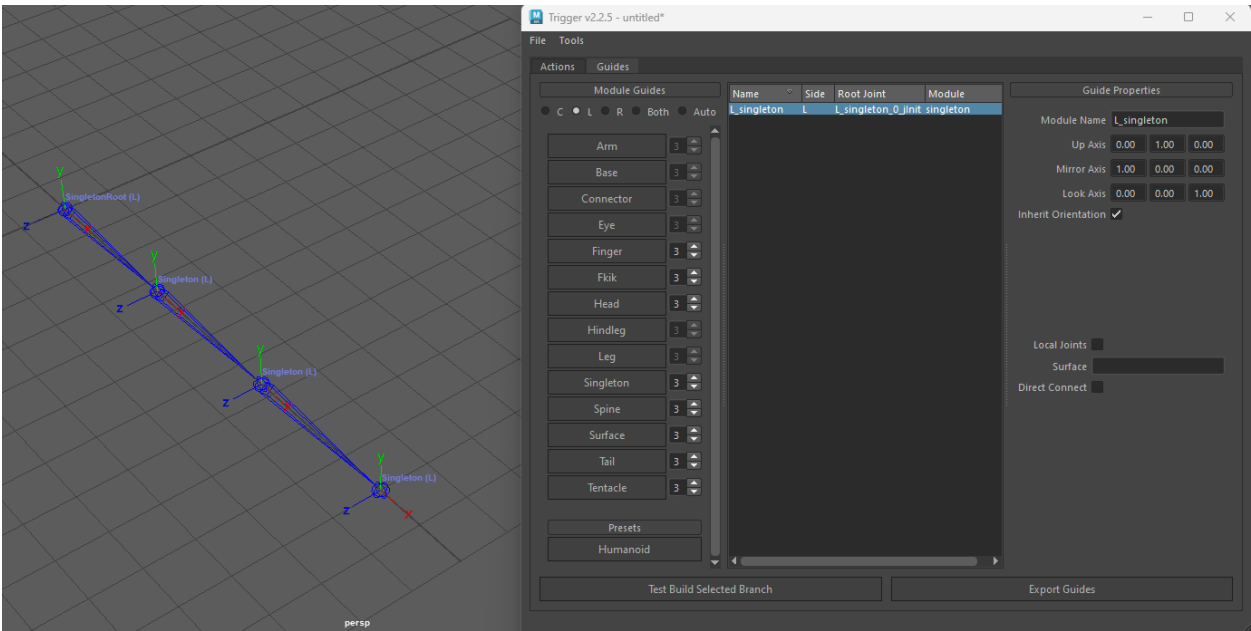 y
SingletonRoot (L)
z
x
y
Singleton (L)
z
x
y
Singleton (L)
z
x
y
Singleton (L)
z
x
persp
M
Trigger v2.2.5 - untitled*
File Tools
Actions Guides
Module Guides
C L R Both Auto
Arm 3
Base 3
Connector 3
Eye 3
Finger 3
Fkik 3
Head 3
Hindleg 3
Leg 3
Singleton 3
Spine 3
Surface 3
Tail 3
Tentacle 3
Presets
Humanoid
Name Side Root Joint Module
L_singleton L L_singleton_0_jInit singleton
Guide Properties
Module Name L_singleton
Up Axis 0.00 1.00 0.00
Mirror Axis 1.00 0.00 0.00
Look Axis 0.00 0.00 1.00
Inherit Orientation
Local Joints
Surface
Direct Connect
Test Build Selected Branch
Export Guides